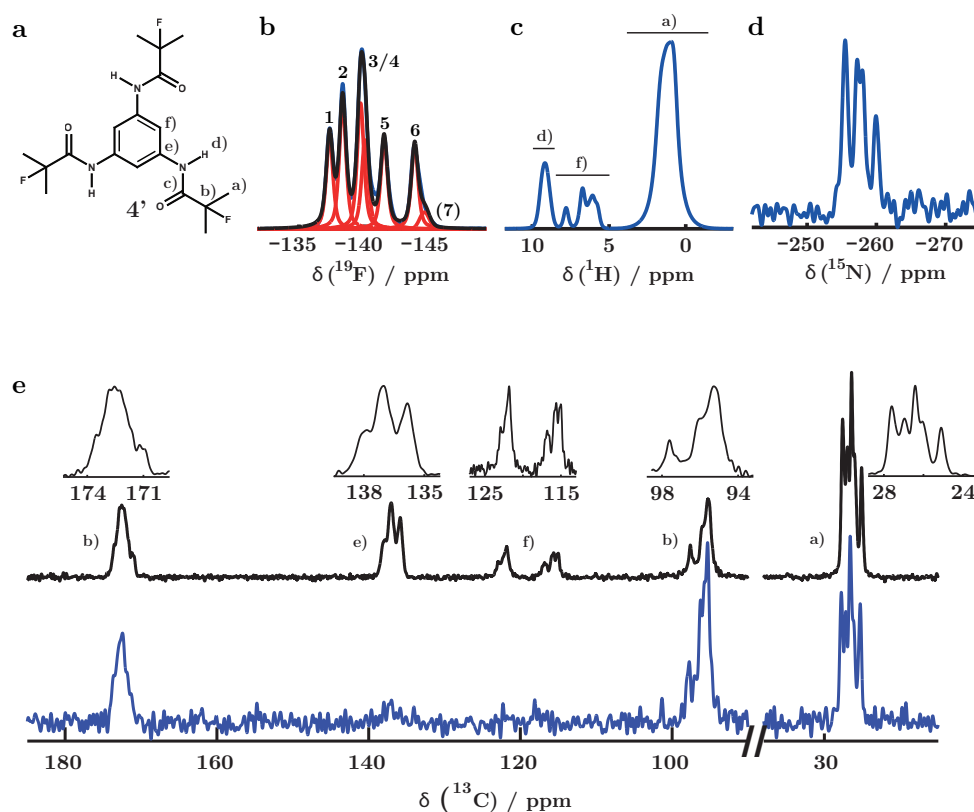 a
F
O
N
H
f)
O
e)
H
d)
N
N
a)
H
c)
b)
F
4'
O
F
b
1
2
3/4
5
6
(7)
−135
−140
−145
δ (¹⁹F) / ppm
c
a)
d)
f)
10
5
0
δ (¹H) / ppm
d
−250
−260
−270
δ (¹⁵N) / ppm
e
174
171
138
135
125
115
98
94
28
24
b)
e)
f)
b)
a)
180
160
140
120
100
30
δ (¹³C) / ppm